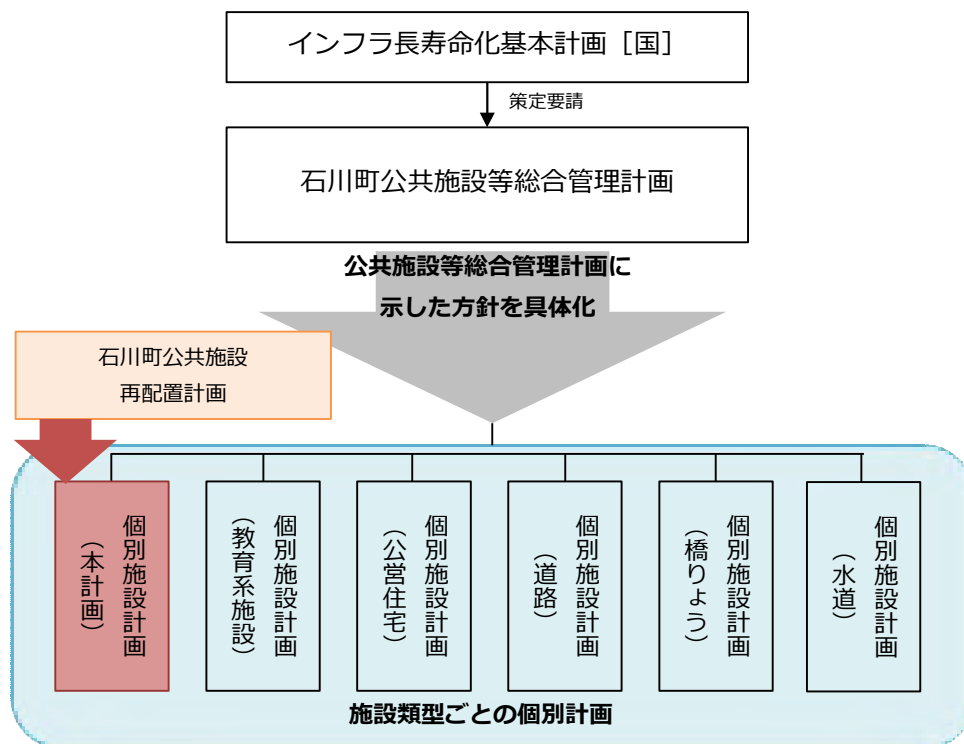 インフラ長寿命化基本計画［国］
策定要請
石川町公共施設等総合管理計画
公共施設等総合管理計画に
示した方針を具体化
石川町公共施設
再配置計画
個別施設計画
（本計画）
個別施設計画
（教育系施設）
個別施設計画
（公営住宅）
個別施設計画
（道路）
個別施設計画
（橋りょう）
個別施設計画
（水道）
施設類型ごとの個別計画